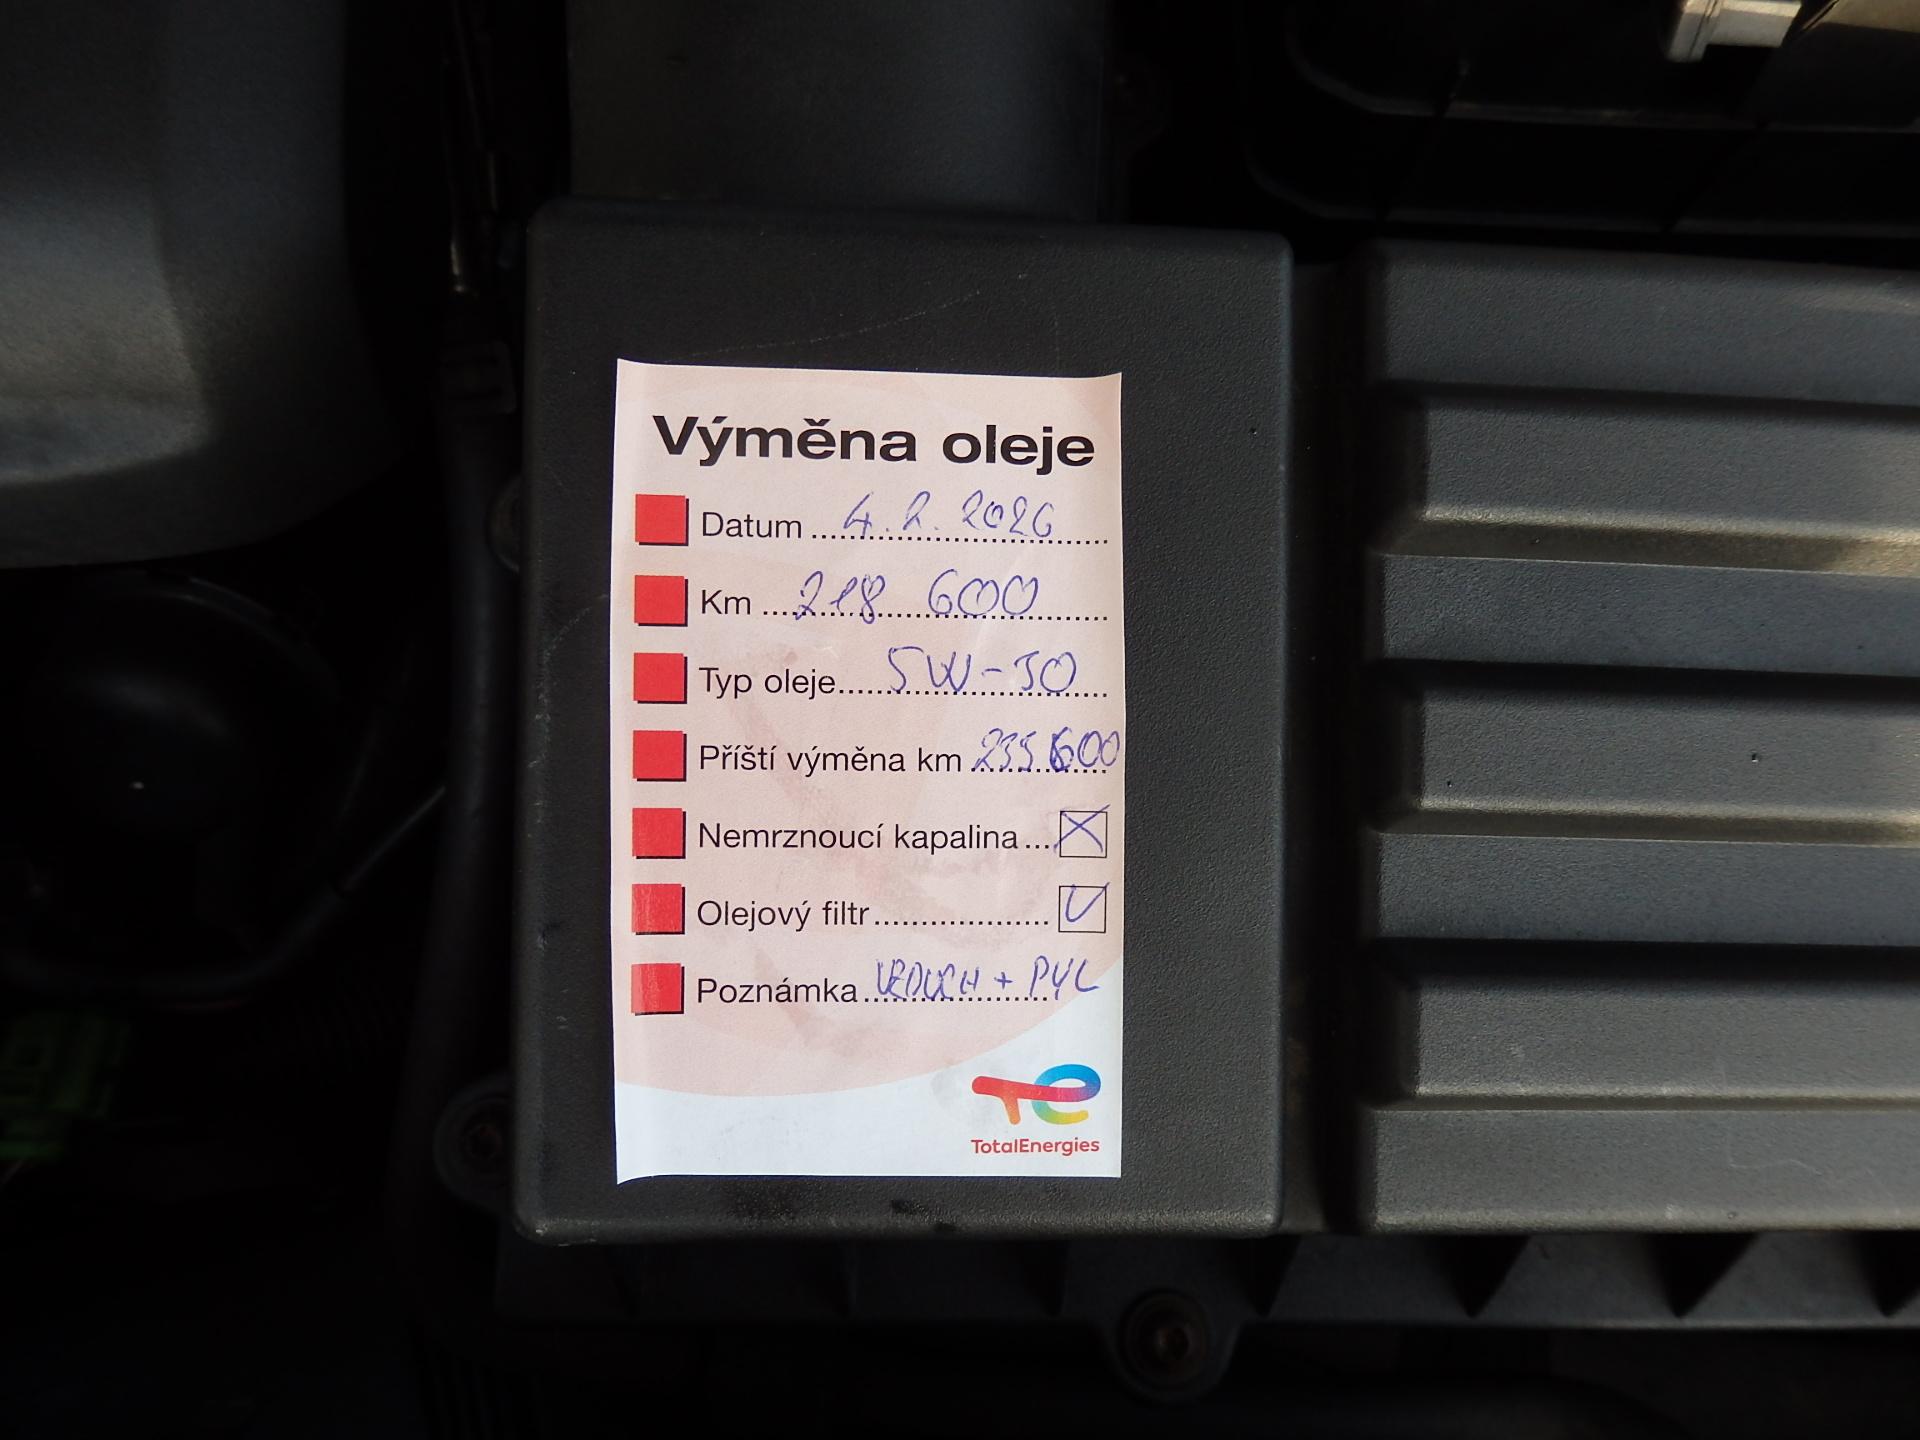 Výměna oleje
Datum ... 4. 2. 2026
Km ... 218 600
Typ oleje ... 5W-30
Příští výměna km ... 600
Nemrznoucí kapalina ... ☒
Olejový filtr ... ☑
Poznámka ... VZDUCH + PYL
TotalEnergies